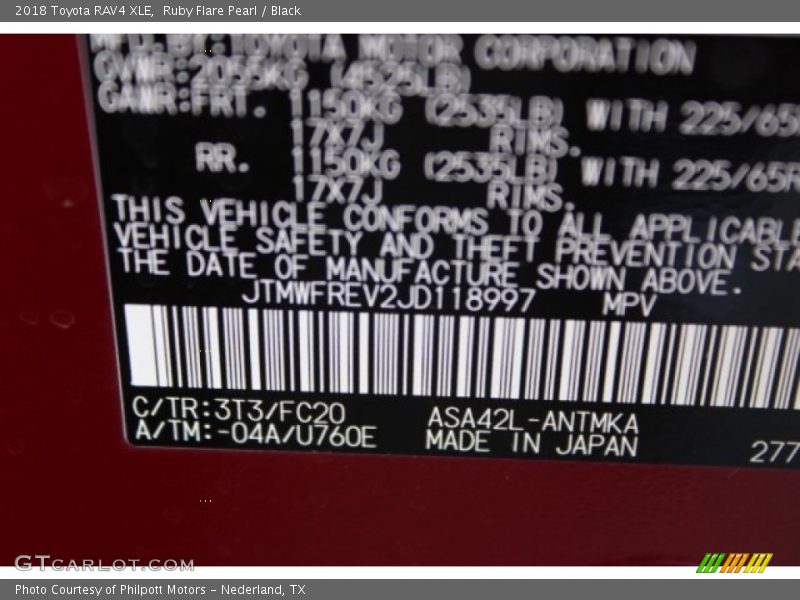 2018 Toyota RAV4 XLE, Ruby Flare Pearl / Black
MFD.BY:TOYOTA MOTOR CORPORATION
GVWR:2055KG (4525LB)
GAWR:FRT. 1150KG (2535LB) WITH 225/65
17X7J RIMS.
RR. 1150KG (2535LB) WITH 225/65R
17X7J RIMS.
THIS VEHICLE CONFORMS TO ALL APPLICABLE
VEHICLE SAFETY AND THEFT PREVENTION STA
THE DATE OF MANUFACTURE SHOWN ABOVE.
JTMWFREV2JD118997 MPV
C/TR:3T3/FC20 ASA42L-ANTMKA
A/TM:-04A/U760E MADE IN JAPAN 277
GTCARLOT.COM
Photo Courtesy of Philpott Motors - Nederland, TX